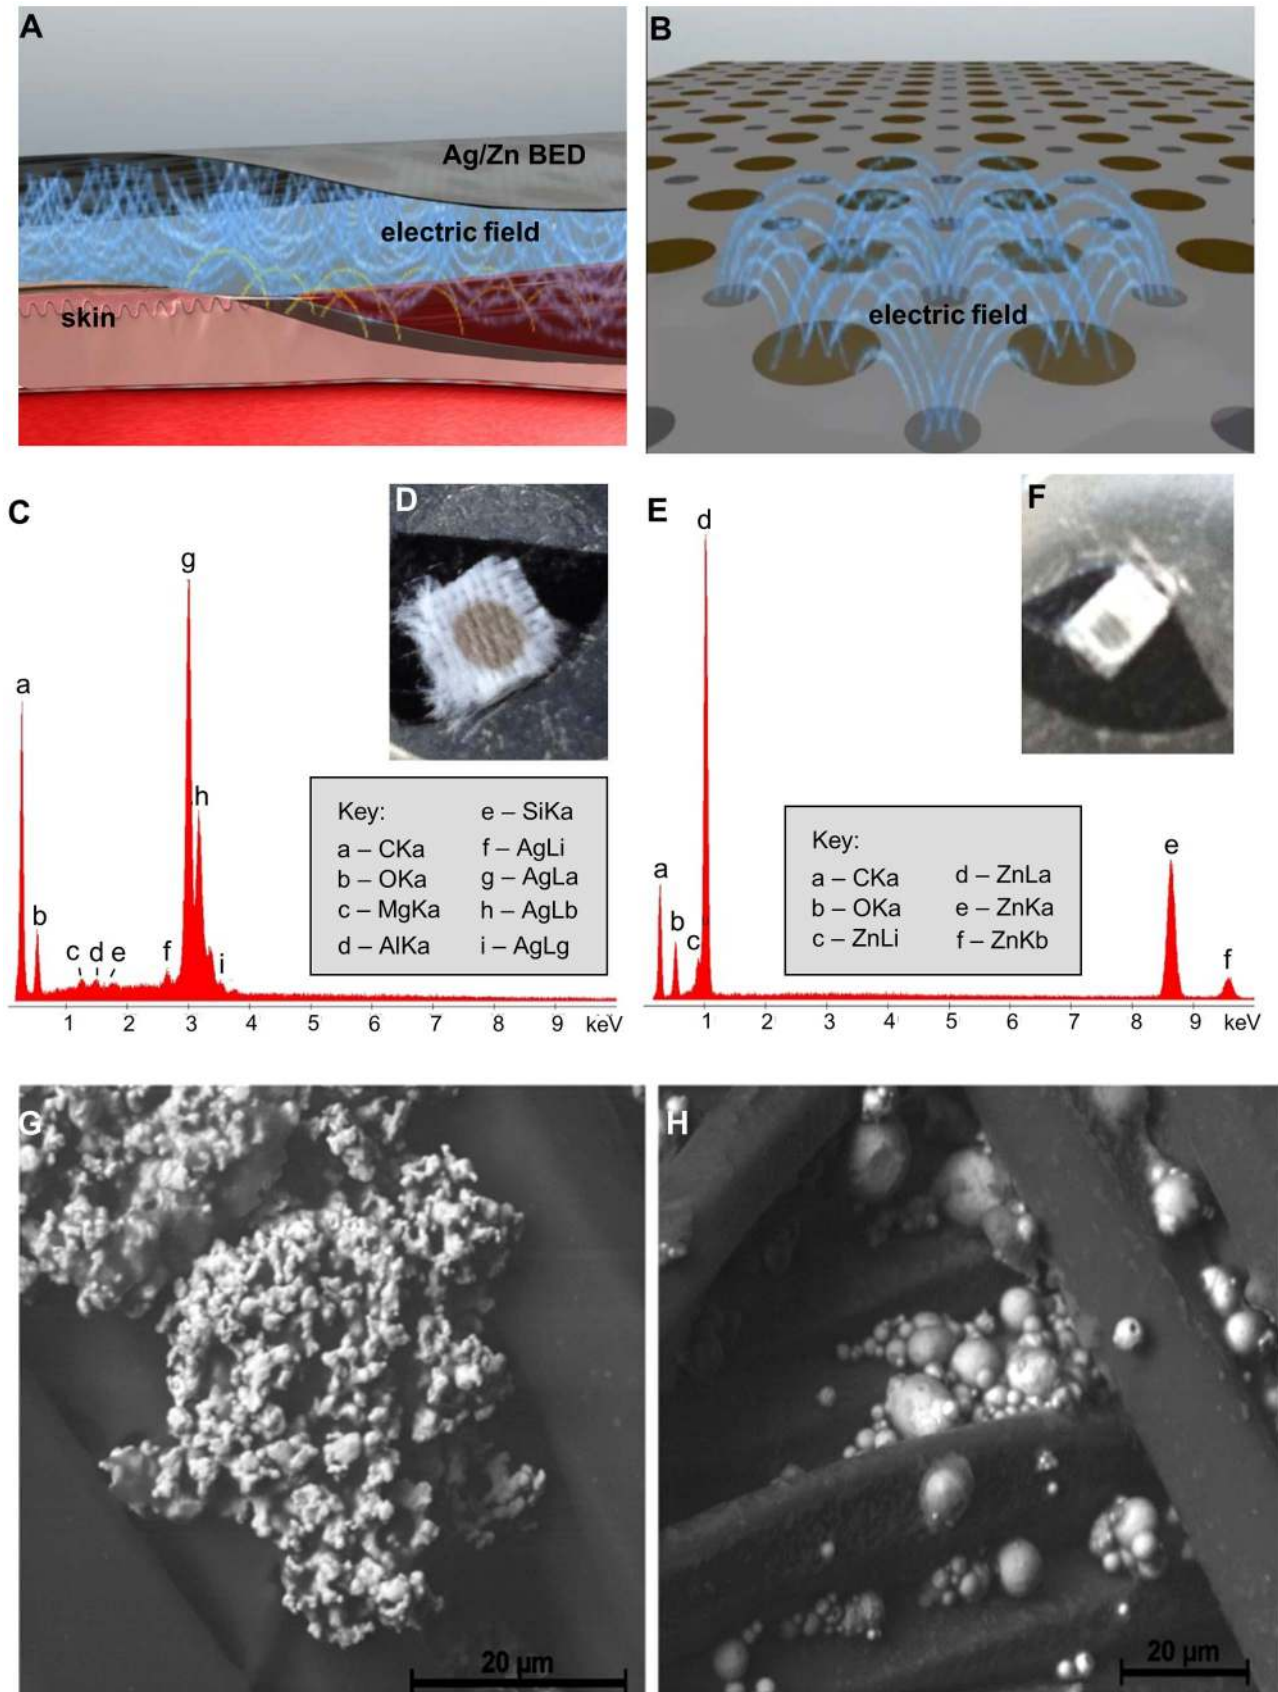 A
Ag/Zn BED
electric field
skin
B
electric field
C
a
b
c
d
e
f
g
h
i
D
Key:
a – CKa
b – OKa
c – MgKa
d – AlKa
e – SiKa
f – AgLi
g – AgLa
h – AgLb
i – AgLg
1 2 3 4 5 6 7 8 9 keV
E
a
b
c
d
e
f
F
Key:
a – CKa
b – OKa
c – ZnLi
d – ZnLa
e – ZnKa
f – ZnKb
1 2 3 4 5 6 7 8 9 keV
G
20 µm
H
20 µm